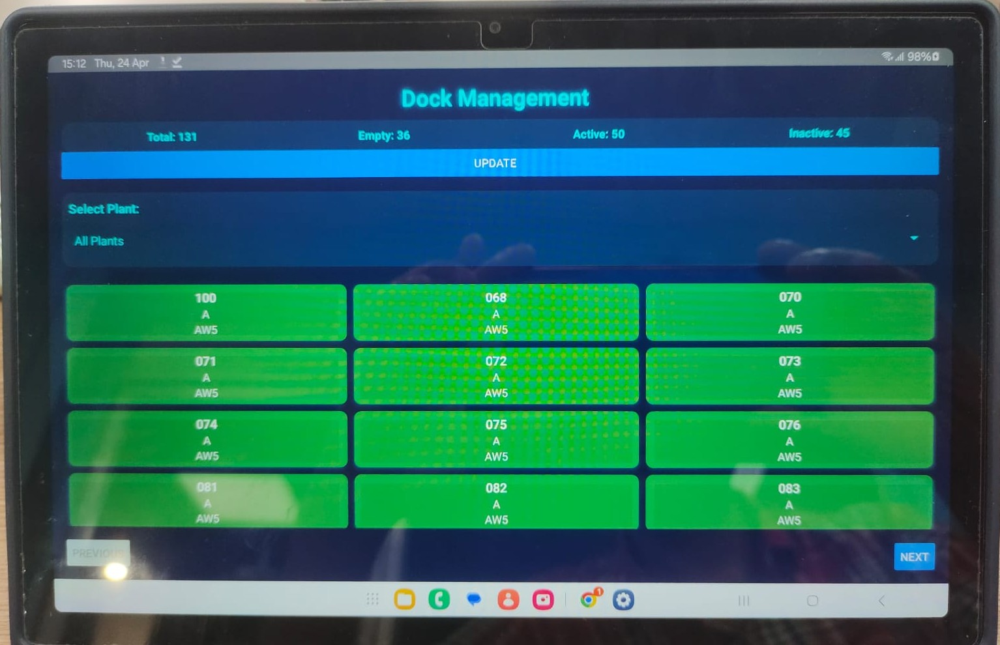 15:12 Thu, 24 Apr
98%
Dock Management
Total: 131 Empty: 36 Active: 50 Inactive: 45
UPDATE
Select Plant:
All Plants
100 068 070
A A A
AW5 AW5 AW5
071 072 073
A A A
AW5 AW5 AW5
074 075 076
A A A
AW5 AW5 AW5
081 082 083
A A A
AW5 AW5 AW5
PREVIOUS NEXT
1